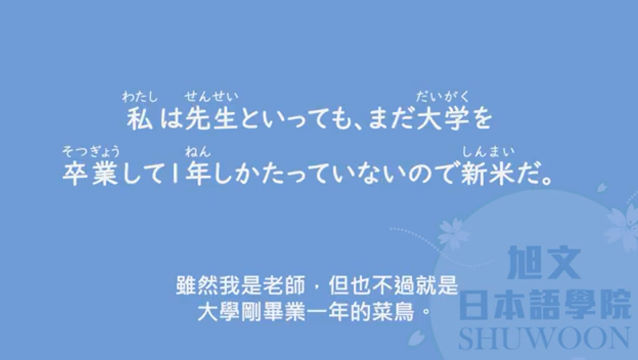 わたし せんせい だいがく
私は先生といっても、まだ大学を
そつぎょう ねん しんまい
卒業して1年しかたっていないので新米だ。
雖然我是老師，但也不過就是
大學剛畢業一年的菜鳥。
旭文
日本語學院
SHUWOON